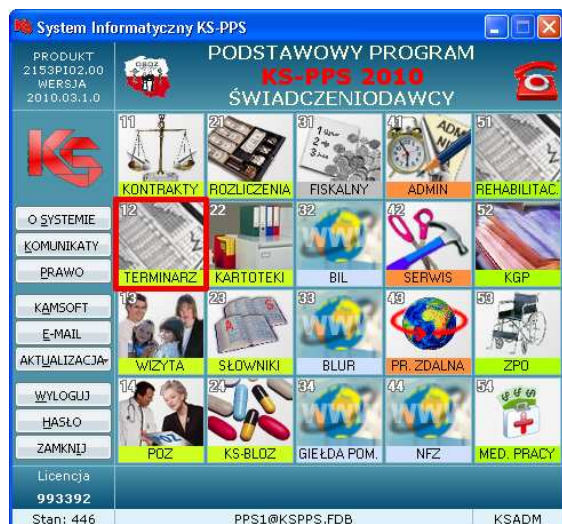 System Informatyczny KS-PPS
PRODUKT
2153PI02.00
WERSJA
2010.03.1.0
PODSTAWOWY PROGRAM
KS-PPS 2010
ŚWIADCZENIODAWCY
KS
O SYSTEMIE
KOMUNIKATY
PRAWO
KAMSOFT
E-MAIL
AKTUALIZACJA
WYLOGUJ
HASŁO
ZAMKNIJ
11 21 31 41 51
KONTRAKTY ROZLICZENIA FISKALNY ADMIN REHABILITAC.
12 22 32 42 52
TERMINARZ KARTOTEKI BIL SERWIS KGP
13 23 33 43 53
WIZYTA SŁOWNIKI BLUR PR. ZDALNA ZPO
14 24 34 44 54
POZ KS-BLOZ GIEŁDA POM. NFZ MED. PRACY
Licencja
993392
Stan: 446 PPS1@KSPPS.FDB KSADM